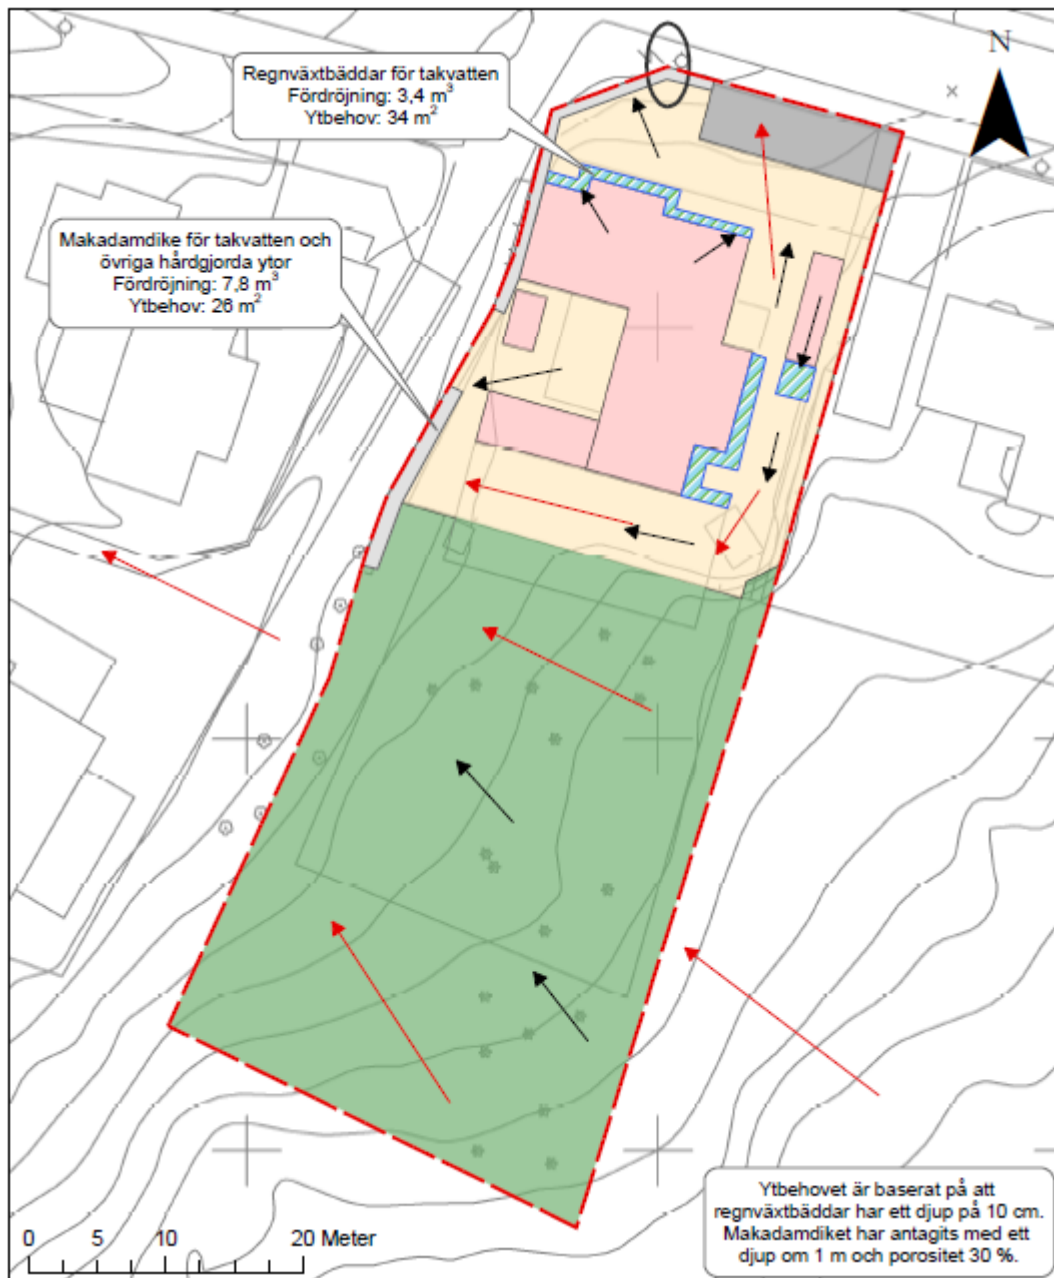 Regnväxtbäddar för takvatten
Fördröjning: 3,4 m³
Ytbehov: 34 m²
N
Makadamdike för takvatten och
övriga hårdgjorda ytor
Fördröjning: 7,8 m³
Ytbehov: 26 m²
Ytbehovet är baserat på att
regnväxtbäddar har ett djup på 10 cm.
Makadamdiket har antagits med ett
djup om 1 m och porositet 30 %.
0 5 10 20 Meter